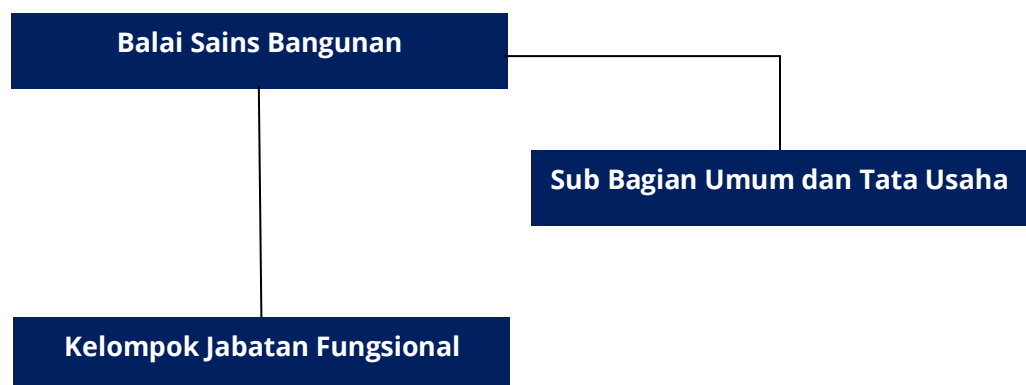 Balai Sains Bangunan
Sub Bagian Umum dan Tata Usaha
Kelompok Jabatan Fungsional